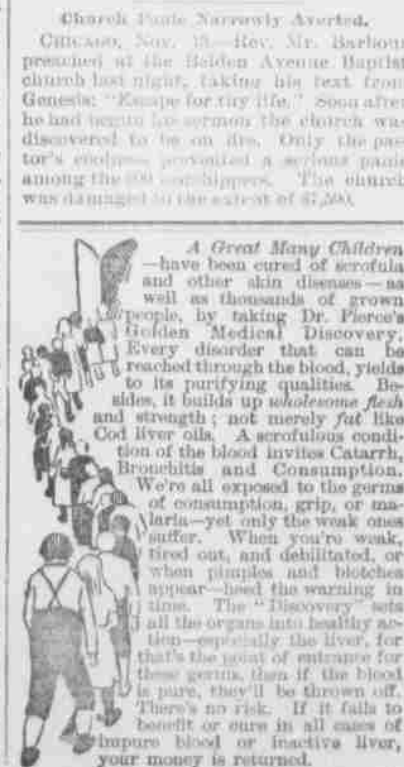 Church Panic Narrowly Averted.
CHICAGO, Nov. 13.—Rev. Mr. Barbour
preached at the Belden Avenue Baptist
church last night, taking his text from
Genesis: "Escape for thy life." Soon after
he had begun his sermon the church was
discovered to be on fire. Only the pas-
tor's coolness prevented a serious panic
among the worshippers. The church
was damaged to the extent of $7,500.
A Great Many Children
—have been cured of scrofula
and other skin diseases—as
well as thousands of grown
people, by taking Dr. Pierce's
Golden Medical Discovery.
Every disorder that can be
reached through the blood, yields
to its purifying qualities. Be-
sides, it builds up wholesome flesh
and strength; not merely fat like
Cod liver oils. A scrofulous condi-
tion of the blood invites Catarrh,
Bronchitis and Consumption.
We're all exposed to the germs
of consumption, grip, or ma-
laria—yet only the weak ones
suffer. When you're weak,
tired out, and debilitated, or
when pimples and blotches
appear—heed the warning in
time. The "Discovery" sets
all the organs into healthy ac-
tion—especially the liver, for
that's the point of entrance for
these germs, then if the blood
is pure, they'll be thrown off.
There's no risk. If it fails to
benefit or cure in all cases of
impure blood or inactive liver,
your money is returned.